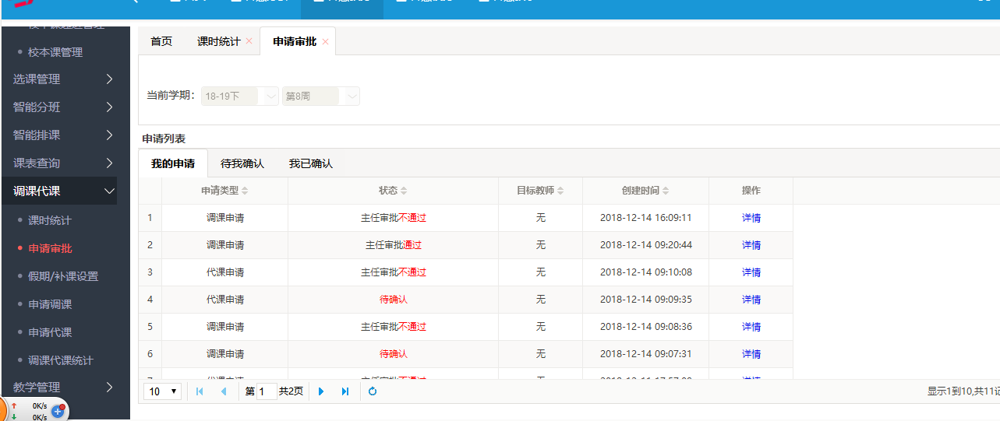 校本课管理
选课管理
智能分班
智能排课
课表查询
调课代课
课时统计
申请审批
假期/补课设置
申请调课
申请代课
调课代课统计
教学管理
0K/s
0K/s
首页 课时统计 申请审批
当前学期: 18-19下 第8周
申请列表
我的申请 待我确认 我已确认
申请类型 状态 目标教师 创建时间 操作
1 调课申请 主任审批不通过 无 2018-12-14 16:09:11 详情
2 调课申请 主任审批通过 无 2018-12-14 09:20:44 详情
3 代课申请 主任审批不通过 无 2018-12-14 09:10:08 详情
4 代课申请 待确认 无 2018-12-14 09:09:35 详情
5 调课申请 主任审批不通过 无 2018-12-14 09:08:36 详情
6 调课申请 待确认 无 2018-12-14 09:07:31 详情
10 第 1 共2页 显示1到10,共11记